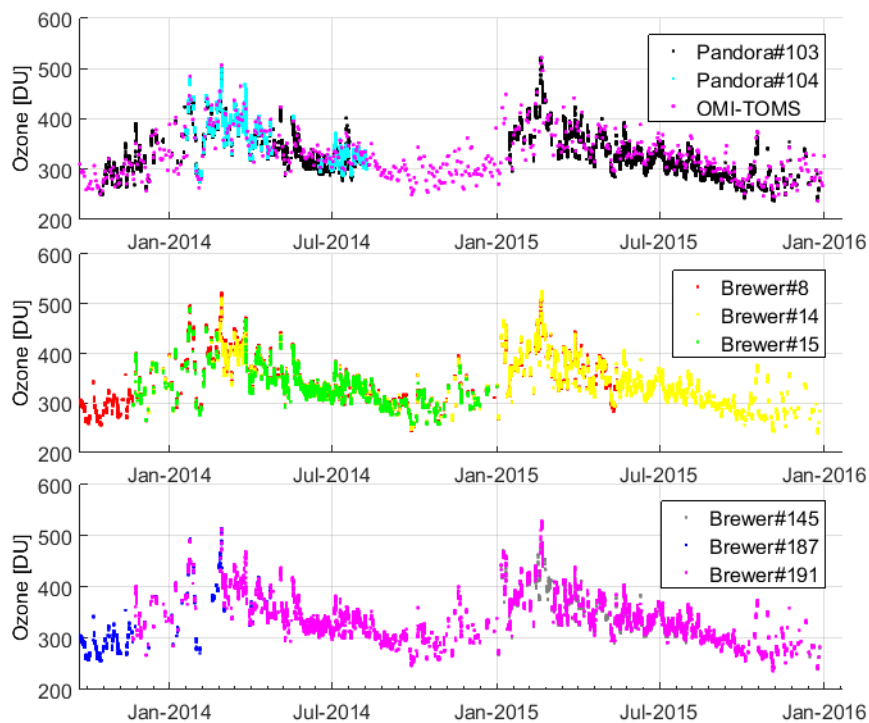 600
500
400
300
200
Ozone [DU]
Pandora#103
Pandora#104
OMI-TOMS
Jan-2014
Jul-2014
Jan-2015
Jul-2015
Jan-2016
600
500
400
300
200
Ozone [DU]
Brewer#8
Brewer#14
Brewer#15
Jan-2014
Jul-2014
Jan-2015
Jul-2015
Jan-2016
600
500
400
300
200
Ozone [DU]
Brewer#145
Brewer#187
Brewer#191
Jan-2014
Jul-2014
Jan-2015
Jul-2015
Jan-2016